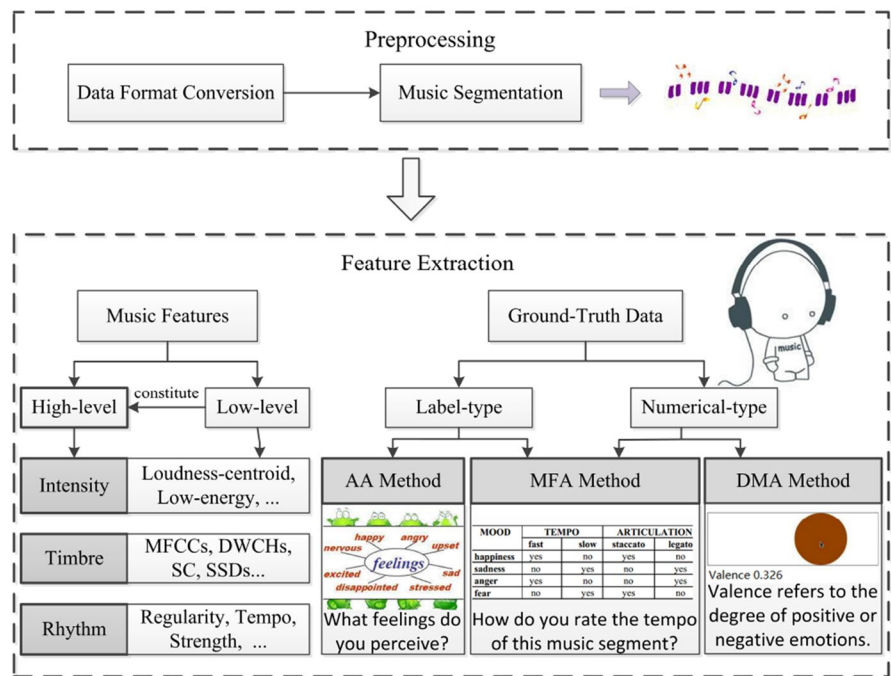 Preprocessing
Data Format Conversion
Music Segmentation
Feature Extraction
Music Features
Ground-Truth Data
music
High-level
constitute
Low-level
Label-type
Numerical-type
Intensity
Loudness-centroid,
Low-energy, ...
Timbre
MFCCs, DWCHs,
SC, SSDs...
Rhythm
Regularity, Tempo,
Strength, ...
AA Method
happy angry
nervous upset
feelings
excited sad
disappointed stressed
What feelings do
you perceive?
MFA Method
MOOD TEMPO ARTICULATION
fast slow staccato legato
happiness yes no yes no
sadness no yes no yes
anger yes no no yes
fear no yes yes no
How do you rate the tempo
of this music segment?
DMA Method
Valence 0.326
Valence refers to the
degree of positive or
negative emotions.